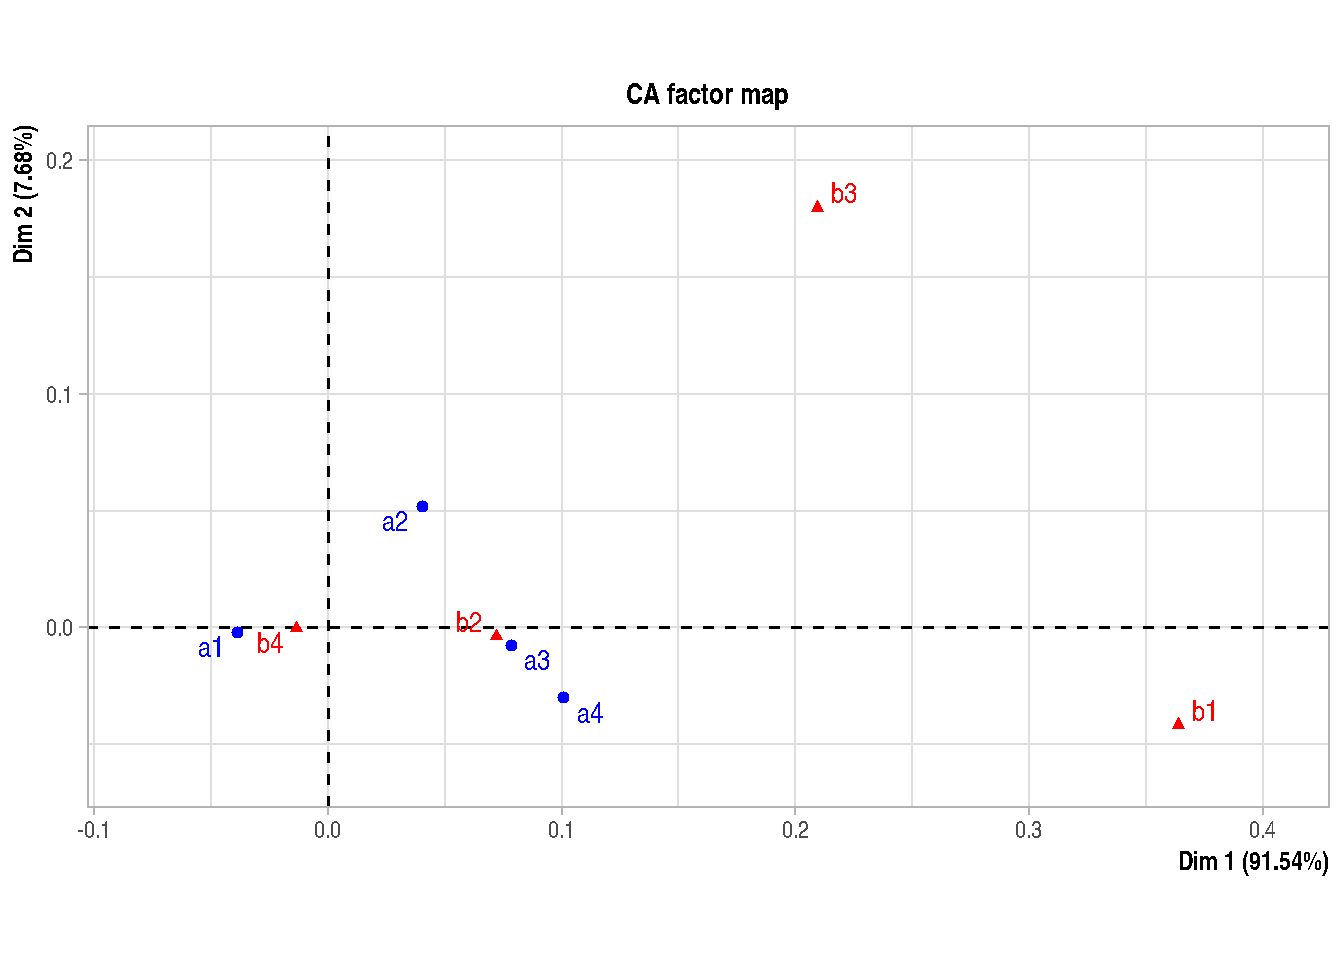 CA factor map
Dim 2 (7.68%)
0.2
0.1
0.0
b3
a2
b2
a1
b4
a3
a4
b1
-0.1
0.0
0.1
0.2
0.3
0.4
Dim 1 (91.54%)